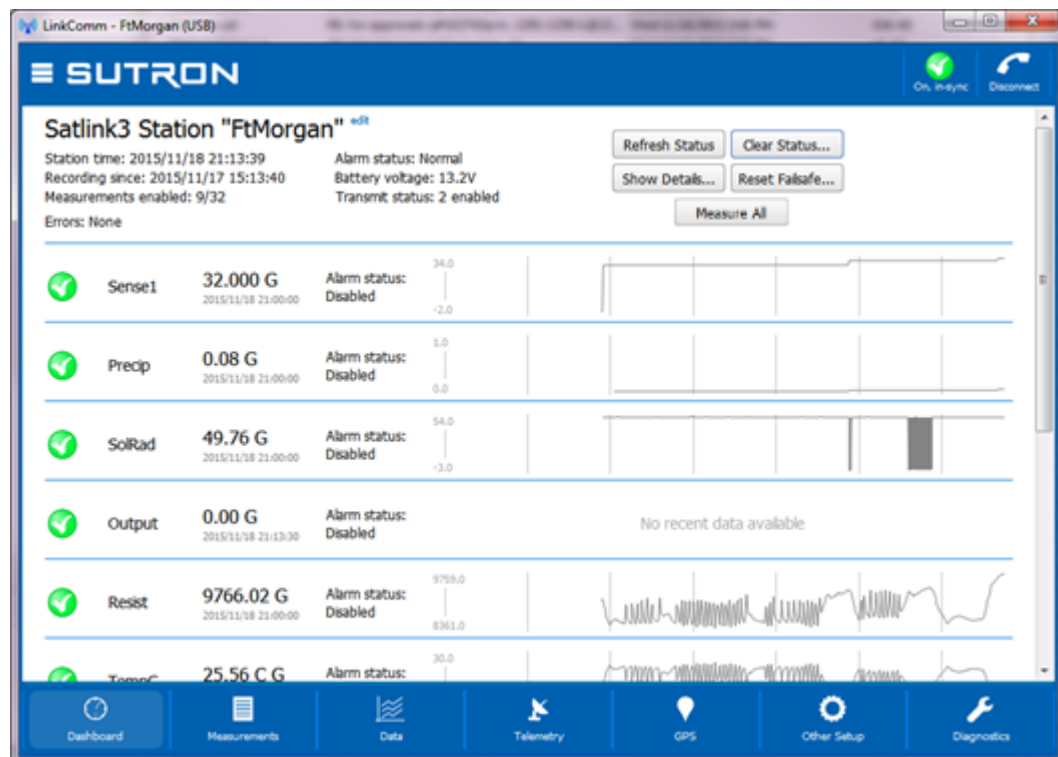 LinkComm - FtMorgan (USB)
SUTRON
On, in-sync
Disconnect
Satlink3 Station "FtMorgan" edit
Station time: 2015/11/18 21:13:39
Recording since: 2015/11/17 15:13:40
Measurements enabled: 9/32
Errors: None
Alarm status: Normal
Battery voltage: 13.2V
Transmit status: 2 enabled
Refresh Status
Clear Status...
Show Details...
Reset Failsafe...
Measure All
Sense1
32.000 G
2015/11/18 21:00:00
Alarm status:
Disabled
34.0
-2.0
Precip
0.08 G
2015/11/18 21:00:00
Alarm status:
Disabled
1.0
0.0
SolRad
49.76 G
2015/11/18 21:00:00
Alarm status:
Disabled
54.0
-3.0
Output
0.00 G
2015/11/18 21:13:30
Alarm status:
Disabled
No recent data available
Resist
9766.02 G
2015/11/18 21:00:00
Alarm status:
Disabled
9759.0
8361.0
TempC
25.56 C G
Alarm status:
30.0
Dashboard
Measurements
Data
Telemetry
GPS
Other Setup
Diagnostics